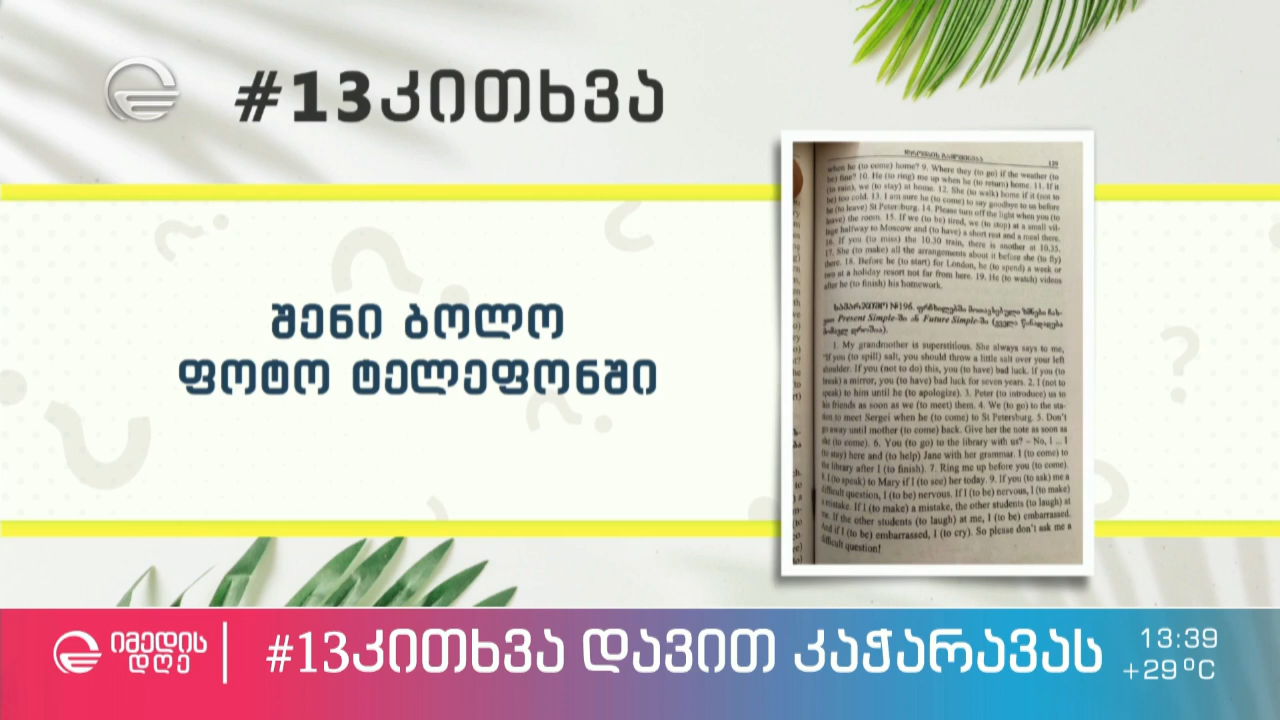 #13ᲙᲘᲗᲮᲕᲐ
ᲨᲔᲜᲘ ᲑᲝᲚᲝ
ᲤᲝᲢᲝ ᲢᲔᲚᲔᲤᲝᲜᲨᲘ
129
when he (to come) home? 9. Where they (to go) if the weather (to
be) fine? 10. He (to ring) me up when he (to return) home. 11. If it
(to rain), we (to stay) at home. 12. She (to walk) home if it (not to
be) too cold. 13. I am sure he (to come) to say goodbye to us before
he (to leave) St Petersburg. 14. Please turn off the light when you (to
leave) the room. 15. If we (to be) tired, we (to stop) at a small vil-
lage halfway to Moscow and (to have) a short rest and a meal there.
16. If you (to miss) the 10.30 train, there is another at 10.35.
17. She (to make) all the arrangements about it before she (to fly)
there. 18. Before he (to start) for London, he (to spend) a week or
two at a holiday resort not far from here. 19. He (to watch) videos
after he (to finish) his homework.
სავარჯიშო №196. ფრჩხილებში მოთავსებული ზმნები ჩას-
ვით Present Simple-ში ან Future Simple-ში (ყველა წინადადება
მომავალ დროშია).
1. My grandmother is superstitious. She always says to me,
"If you (to spill) salt, you should throw a little salt over your left
shoulder. If you (not to do) this, you (to have) bad luck. If you (to
break) a mirror, you (to have) bad luck for seven years. 2. I (not to
speak) to him until he (to apologize). 3. Peter (to introduce) us to
his friends as soon as we (to meet) them. 4. We (to go) to the sta-
tion to meet Sergei when he (to come) to St Petersburg. 5. Don't
go away until mother (to come) back. Give her the note as soon as
she (to come). 6. You (to go) to the library with us? – No, I ... I
(to stay) here and (to help) Jane with her grammar. I (to come) to
the library after I (to finish). 7. Ring me up before you (to come).
8. I (to speak) to Mary if I (to see) her today. 9. If you (to ask) me a
difficult question, I (to be) nervous. If I (to be) nervous, I (to make)
a mistake. If I (to make) a mistake, the other students (to laugh) at
me. If the other students (to laugh) at me, I (to be) embarrassed.
And if I (to be) embarrassed, I (to cry). So please don't ask me a
difficult question!
ᲘᲛᲔᲓᲘᲡ
ᲓᲦᲔ
#13ᲙᲘᲗᲮᲕᲐ ᲓᲐᲕᲘᲗ ᲙᲐᲭᲐᲠᲐᲕᲐᲡ
13:39
+29°C